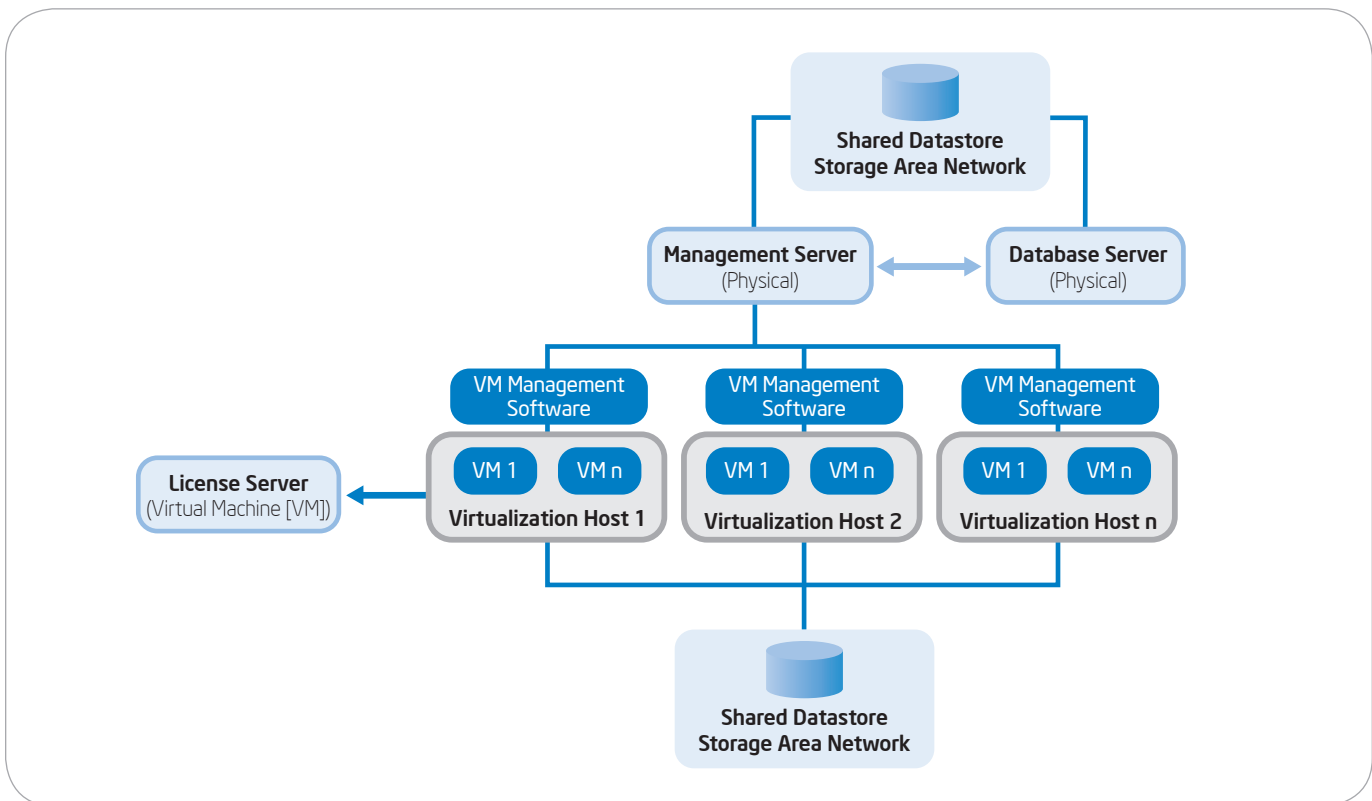 Shared Datastore
Storage Area Network
Management Server
(Physical)
Database Server
(Physical)
VM Management
Software
VM Management
Software
VM Management
Software
VM 1
VM n
Virtualization Host 1
VM 1
VM n
Virtualization Host 2
VM 1
VM n
Virtualization Host n
License Server
(Virtual Machine [VM])
Shared Datastore
Storage Area Network